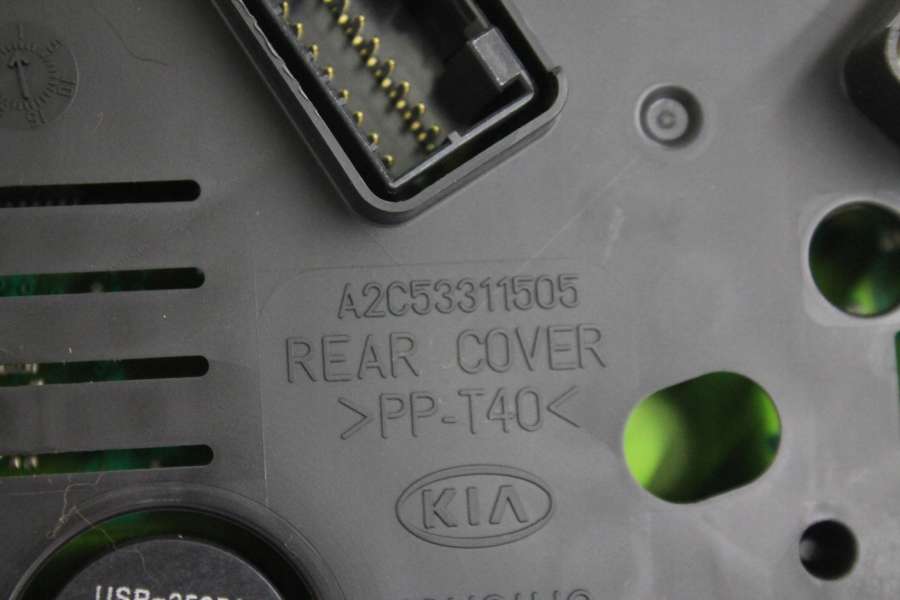 A2C53311505
REAR COVER
>PP-T40<
KIA